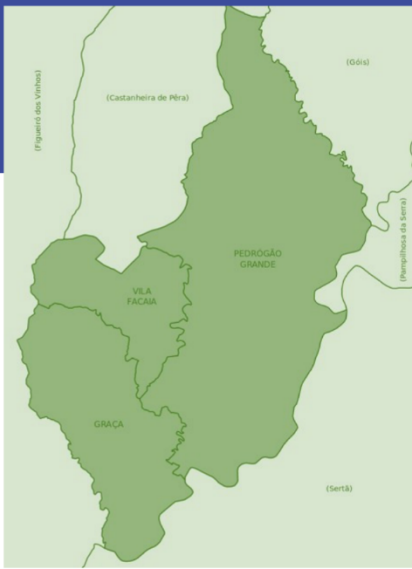 (Góis)
(Castanheira de Pêra)
(Figueiró dos Vinhos)
(Pampilhosa da Serra)
PEDRÓGÃO
GRANDE
VILA
FACAIA
GRAÇA
(Sertã)